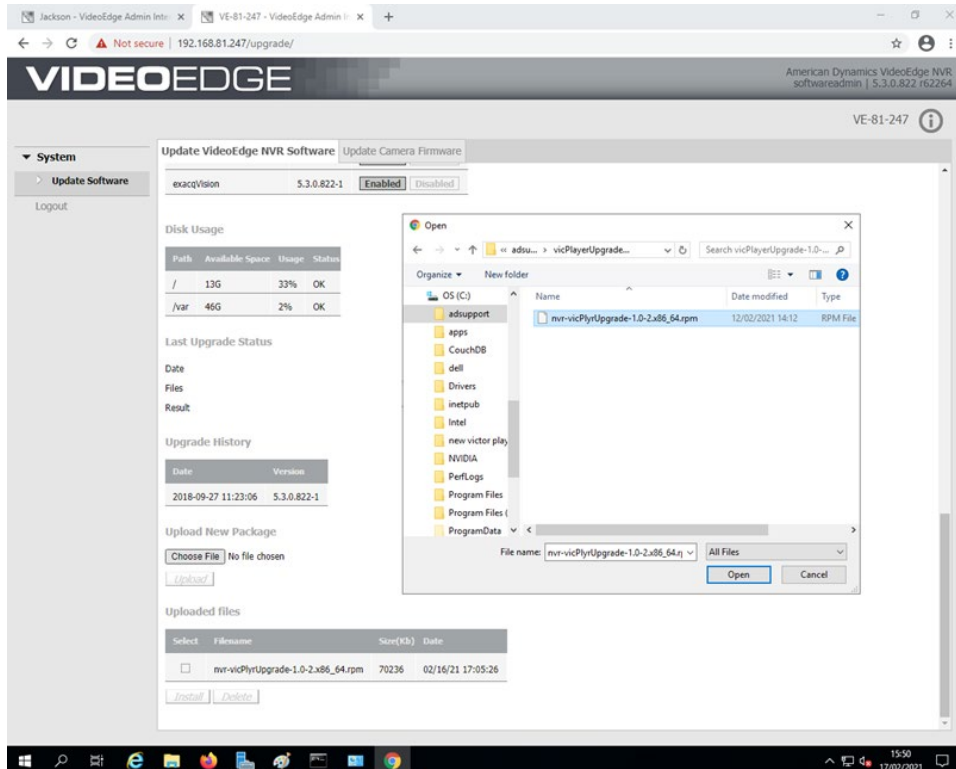 Jackson - VideoEdge Admin Inte
VE-81-247 - VideoEdge Admin In
Not secure | 192.168.81.247/upgrade/
VIDEOEDGE
American Dynamics VideoEdge NVR
softwareadmin | 5.3.0.822 r62264
VE-81-247
System
Update Software
Logout
Update VideoEdge NVR Software
Update Camera Firmware
exacqVision 5.3.0.822-1 Enabled Disabled
Disk Usage
Path Available Space Usage Status
/ 13G 33% OK
/var 46G 2% OK
Last Upgrade Status
Date
Files
Result
Upgrade History
Date Version
2018-09-27 11:23:06 5.3.0.822-1
Upload New Package
Choose File No file chosen
Upload
Uploaded files
Select Filename Size(Kb) Date
nvr-vicPlyrUpgrade-1.0-2.x86_64.rpm 70236 02/16/21 17:05:26
Install Delete
Open
« adsu... › vicPlayerUpgrade...
Search vicPlayerUpgrade-1.0-...
Organize New folder
OS (C:)
adsupport
apps
CouchDB
dell
Drivers
inetpub
Intel
new victor play
NVIDIA
PerfLogs
Program Files
Program Files (
ProgramData
Name Date modified Type
nvr-vicPlyrUpgrade-1.0-2.x86_64.rpm 12/02/2021 14:12 RPM File
File name: nvr-vicPlyrUpgrade-1.0-2.x86_64.rp All Files
Open Cancel
15:50
17/02/2021